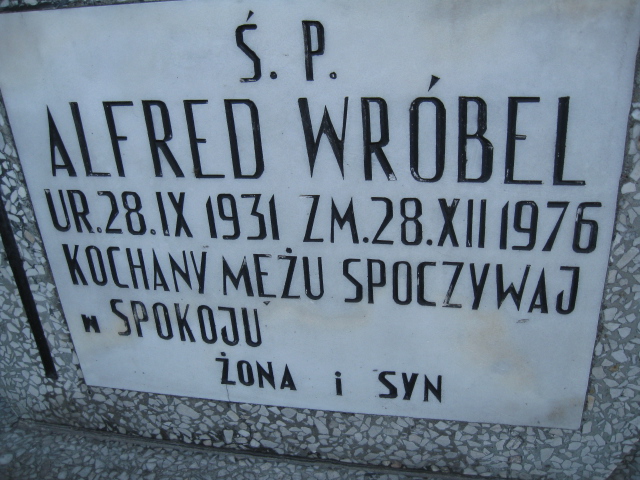 Ś. P.
ALFRED WRÓBEL
UR. 28. IX 1931 ZM. 28. XII 1976
KOCHANY MĘŻU SPOCZYWAJ
W SPOKOJU
ŻONA i SYN